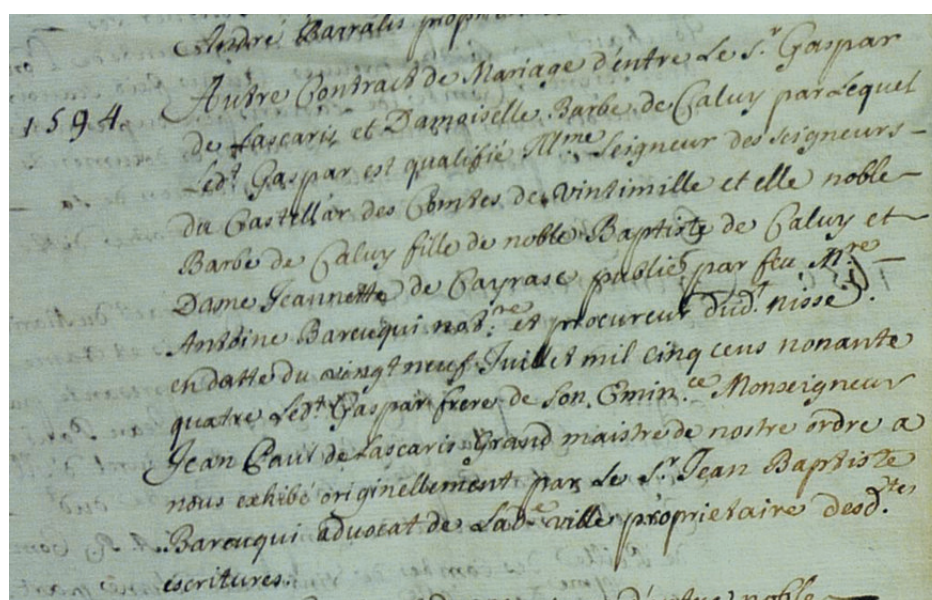 André Barralis
1594. Autre Contract de Mariage d'entre Le S.r Gaspar
de Lascaris et Damoiselle Barbe de Caluy par Lequel
Led.t Gaspar est qualifié Ill.me Seigneur des seigneurs
du Castellar des Comtes de Vintimille et elle noble
Barbe de Caluy fille de noble Baptiste de Caluy et
Dame Jeannette de Cayrasc publié par feu M.re
Antoine Barcuqui not.re et procureur dud.t nisse.
en datte du vingt neuf Juillet mil cinq cens nonante
quatre Led.t Gaspar frere de Son Emin.ce Monseigneur
Jean Paul de Lascaris Grand maistre de nostre ordre a
nous exhibé originellement par Le S.r Jean Baptiste
Barcuqui advocat de Lad.e ville proprietaire desd.tes
escritures.
noble